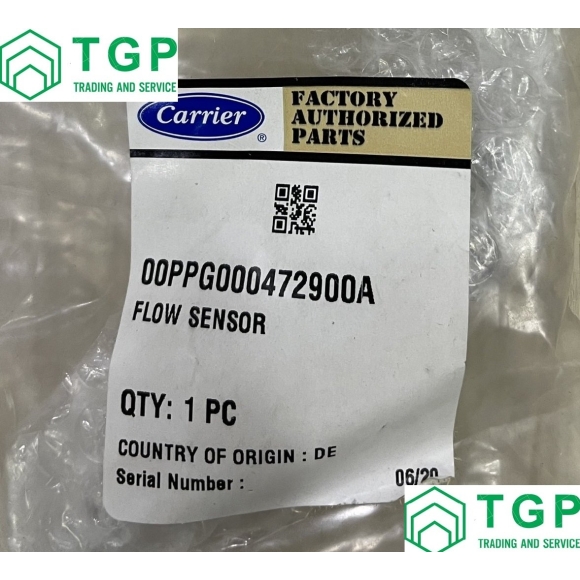 TGP
TRADING AND SERVICE
Carrier
®
FACTORY
AUTHORIZED
PARTS
00PPG000472900A
FLOW SENSOR
QTY: 1 PC
COUNTRY OF ORIGIN : DE
Serial Number :
TGP
TRADING AND SERVICE